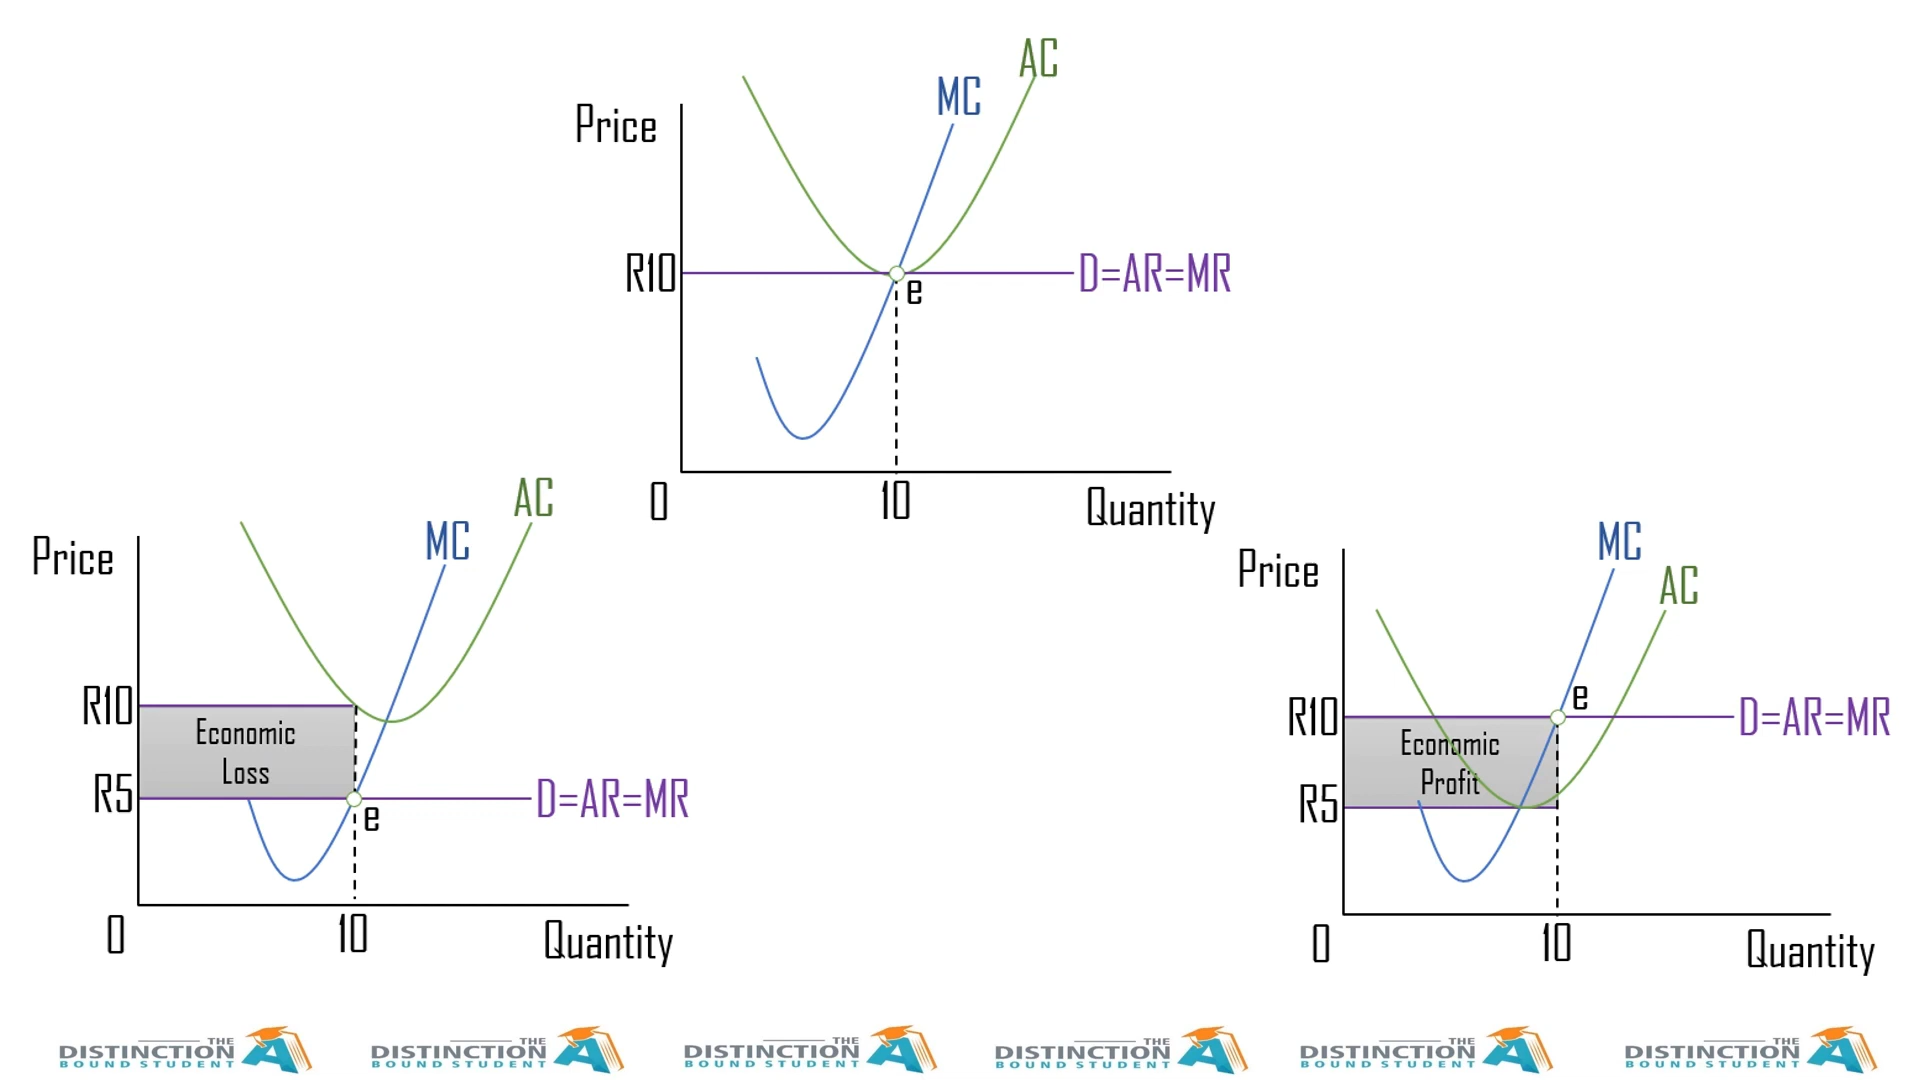 AC
MC
Price
R10
D=AR=MR
e
0
10
Quantity
AC
MC
Price
R10
Economic
Loss
R5
D=AR=MR
e
0
10
Quantity
MC
AC
Price
e
R10
D=AR=MR
Economic
Profit
R5
0
10
Quantity
THE
DISTINCTION
BOUND STUDENT
THE
DISTINCTION
BOUND STUDENT
THE
DISTINCTION
BOUND STUDENT
THE
DISTINCTION
BOUND STUDENT
THE
DISTINCTION
BOUND STUDENT
THE
DISTINCTION
BOUND STUDENT